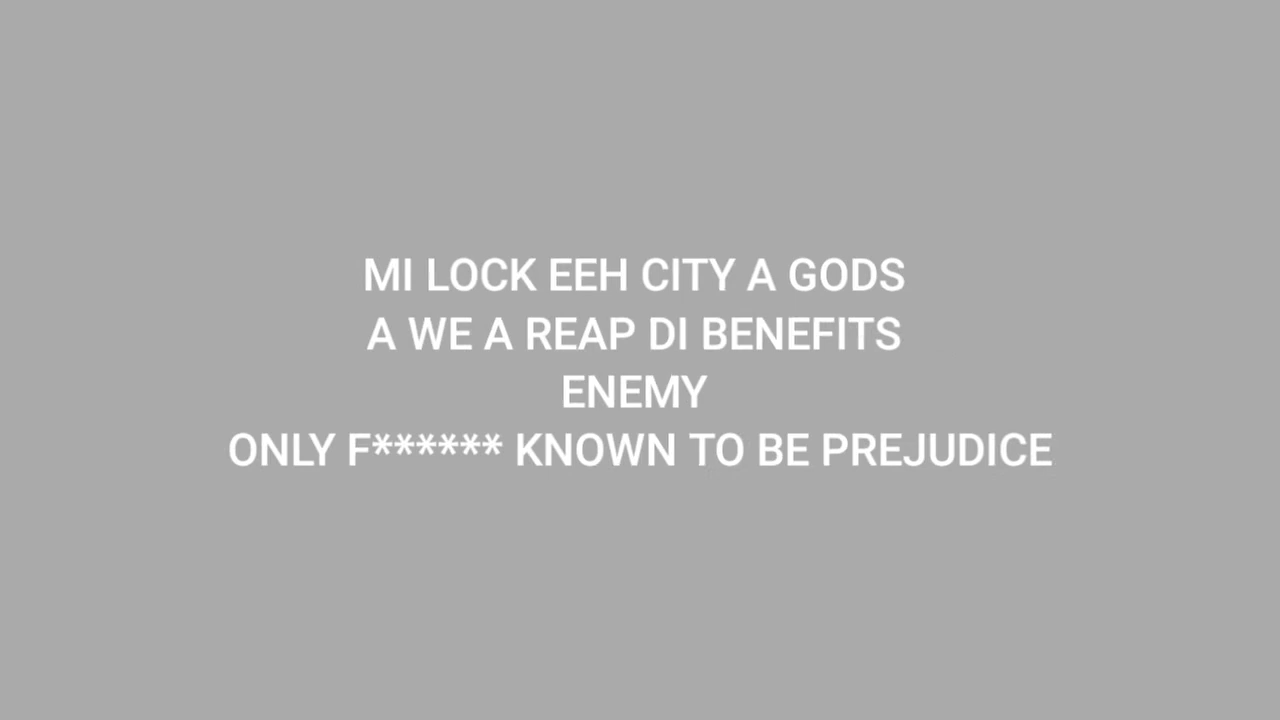 MI LOCK EEH CITY A GODS
A WE A REAP DI BENEFITS
ENEMY
ONLY F****** KNOWN TO BE PREJUDICE